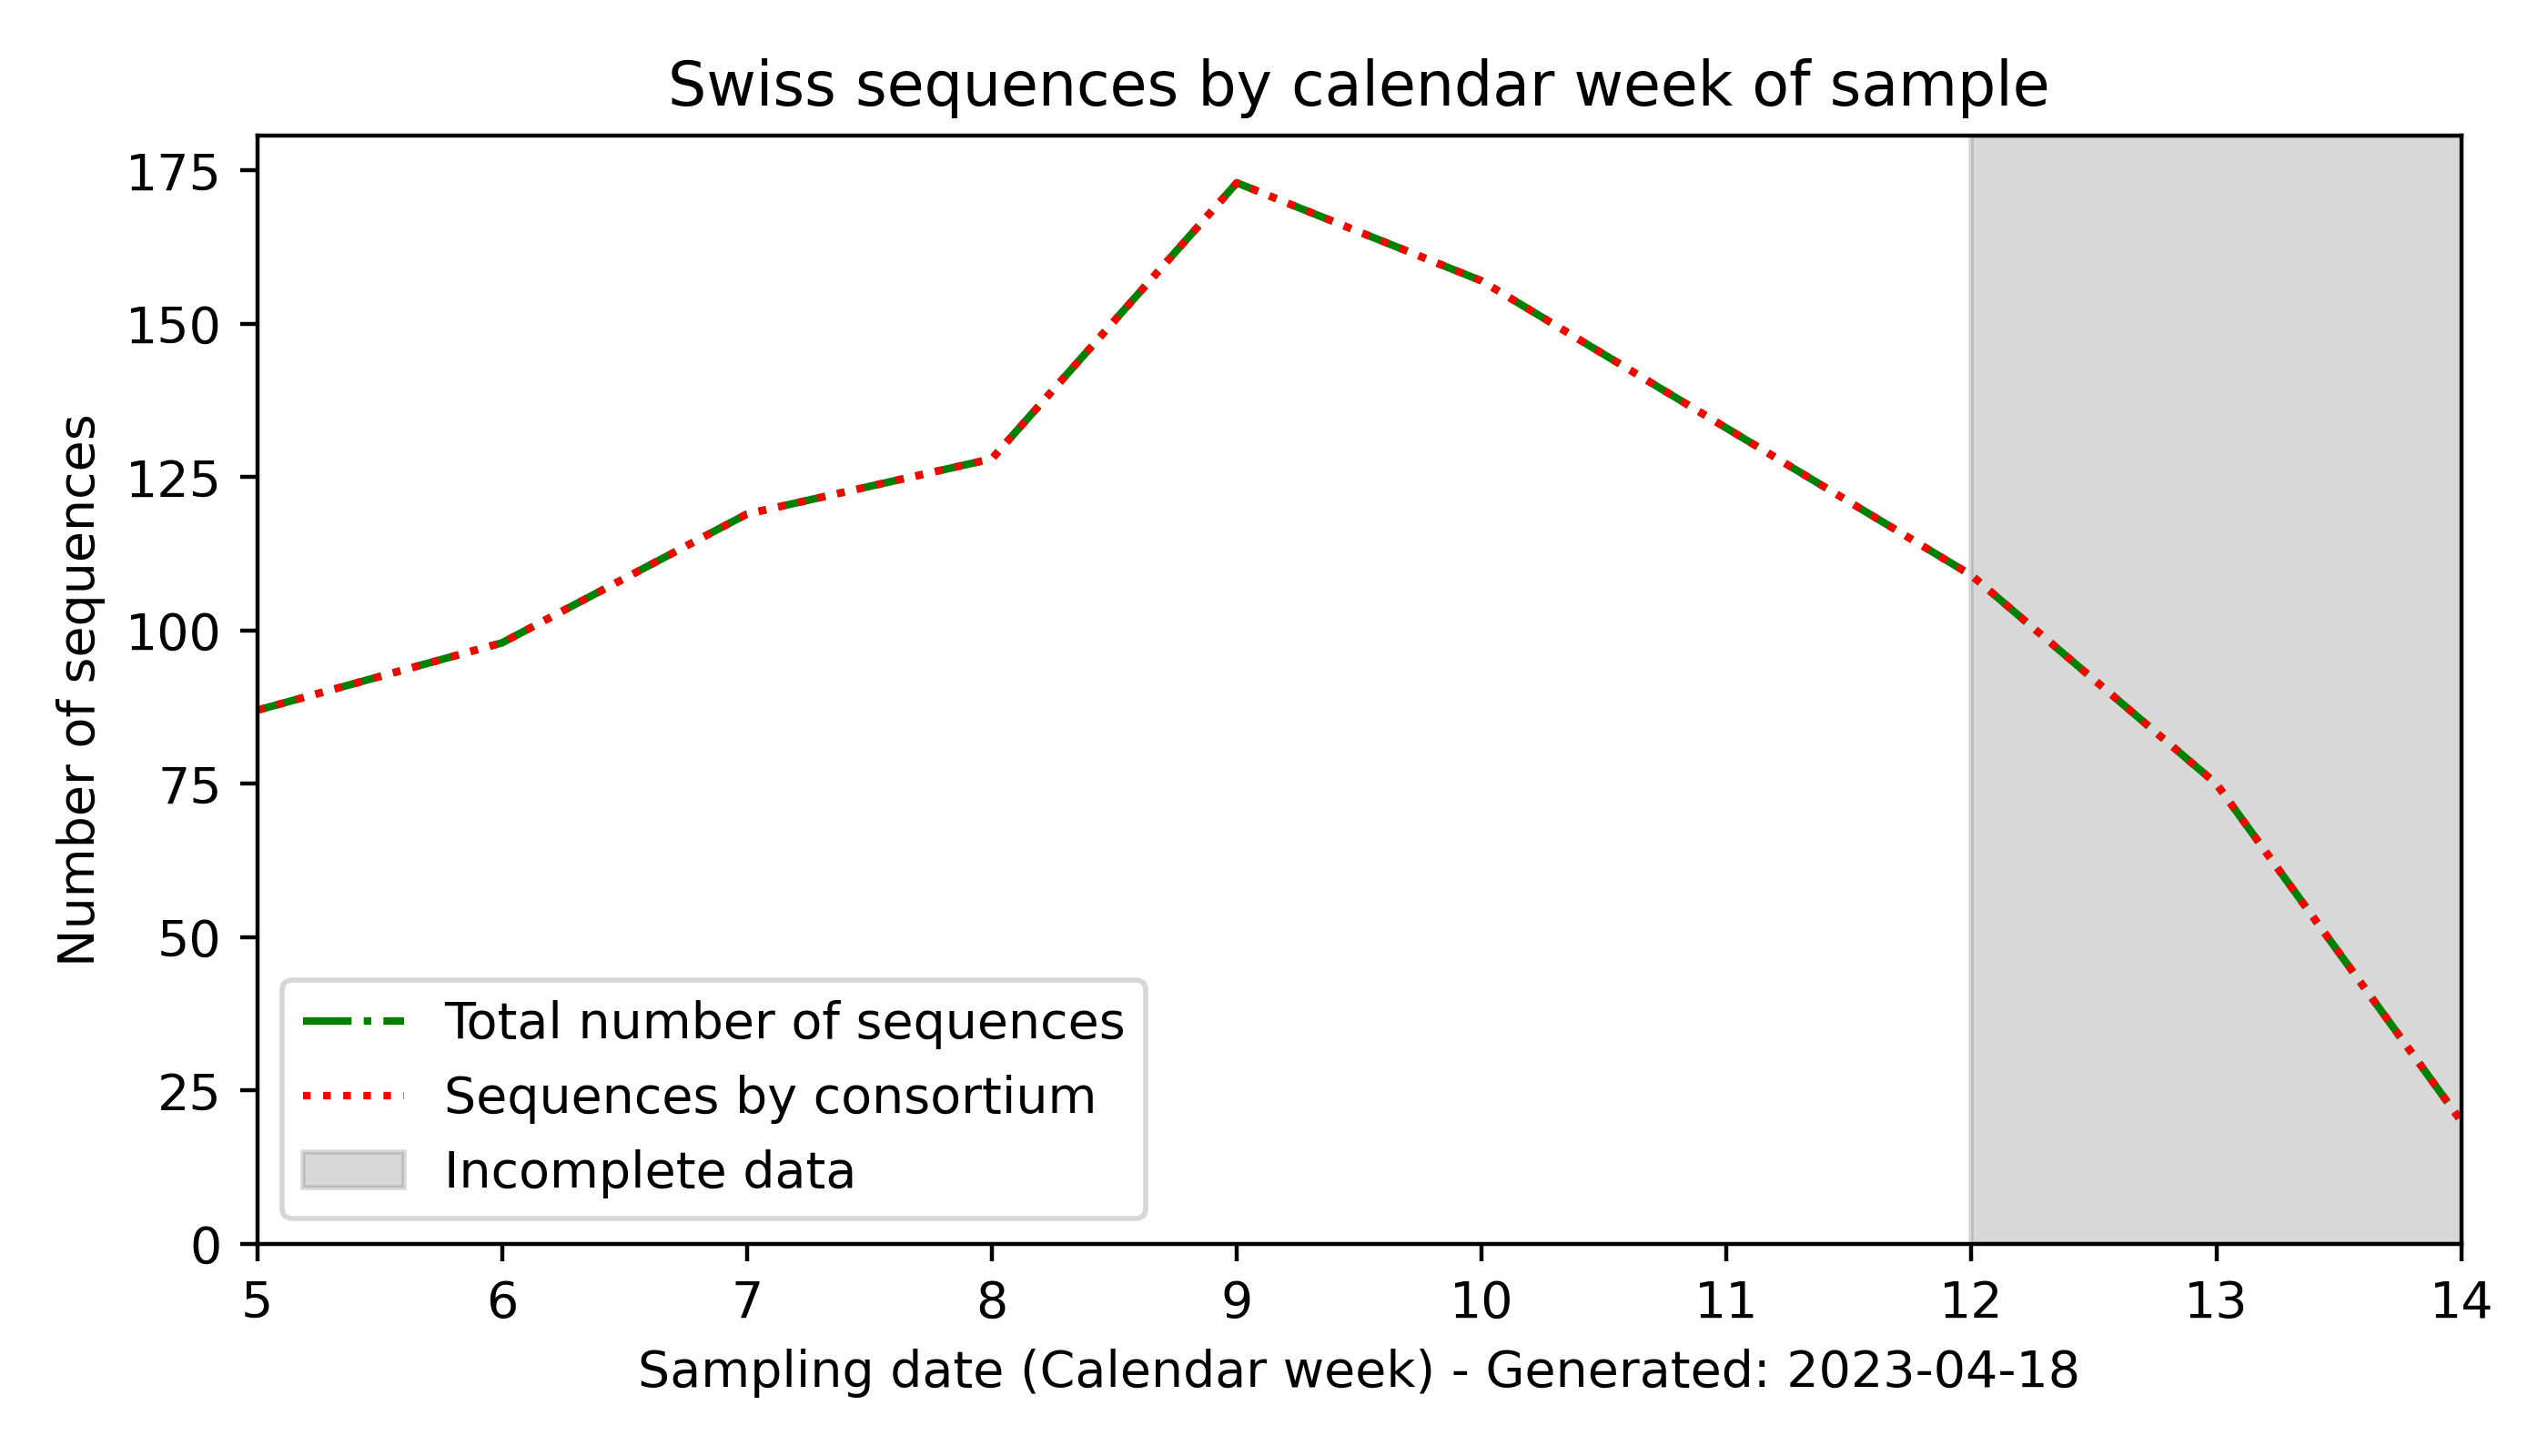 Swiss sequences by calendar week of sample
Number of sequences
175
150
125
100
75
50
25
0
Total number of sequences
Sequences by consortium
Incomplete data
5 6 7 8 9 10 11 12 13 14
Sampling date (Calendar week) - Generated: 2023-04-18